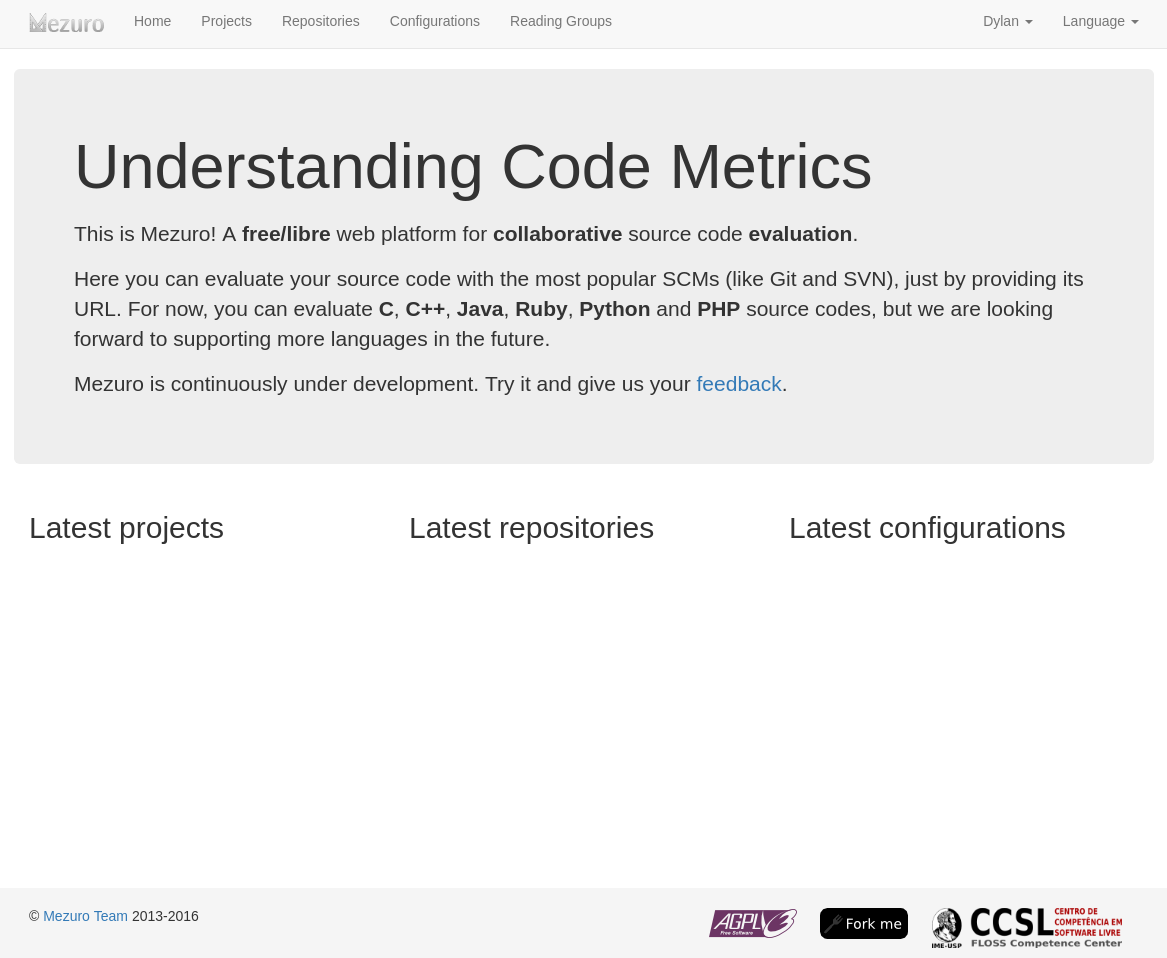 Mezuro Home Projects Repositories Configurations Reading Groups Dylan Language
Understanding Code Metrics
This is Mezuro! A free/libre web platform for collaborative source code evaluation.
Here you can evaluate your source code with the most popular SCMs (like Git and SVN), just by providing its
URL. For now, you can evaluate C, C++, Java, Ruby, Python and PHP source codes, but we are looking
forward to supporting more languages in the future.
Mezuro is continuously under development. Try it and give us your feedback.
Latest projects Latest repositories Latest configurations
© Mezuro Team 2013-2016
AGPL v3
Free Software
Fork me
IME-USP
CCSL
CENTRO DE
COMPETÊNCIA EM
SOFTWARE LIVRE
FLOSS Competence Center